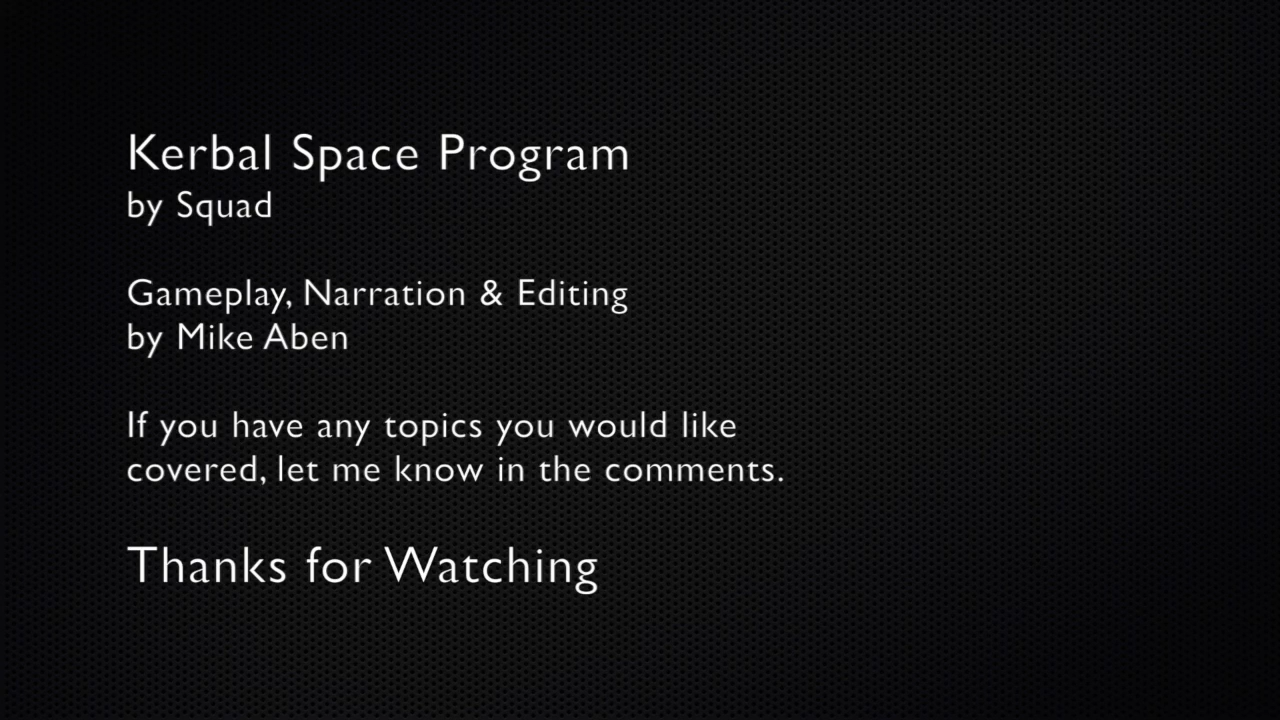 Kerbal Space Program
by Squad
Gameplay, Narration & Editing
by Mike Aben
If you have any topics you would like
covered, let me know in the comments.
Thanks for Watching